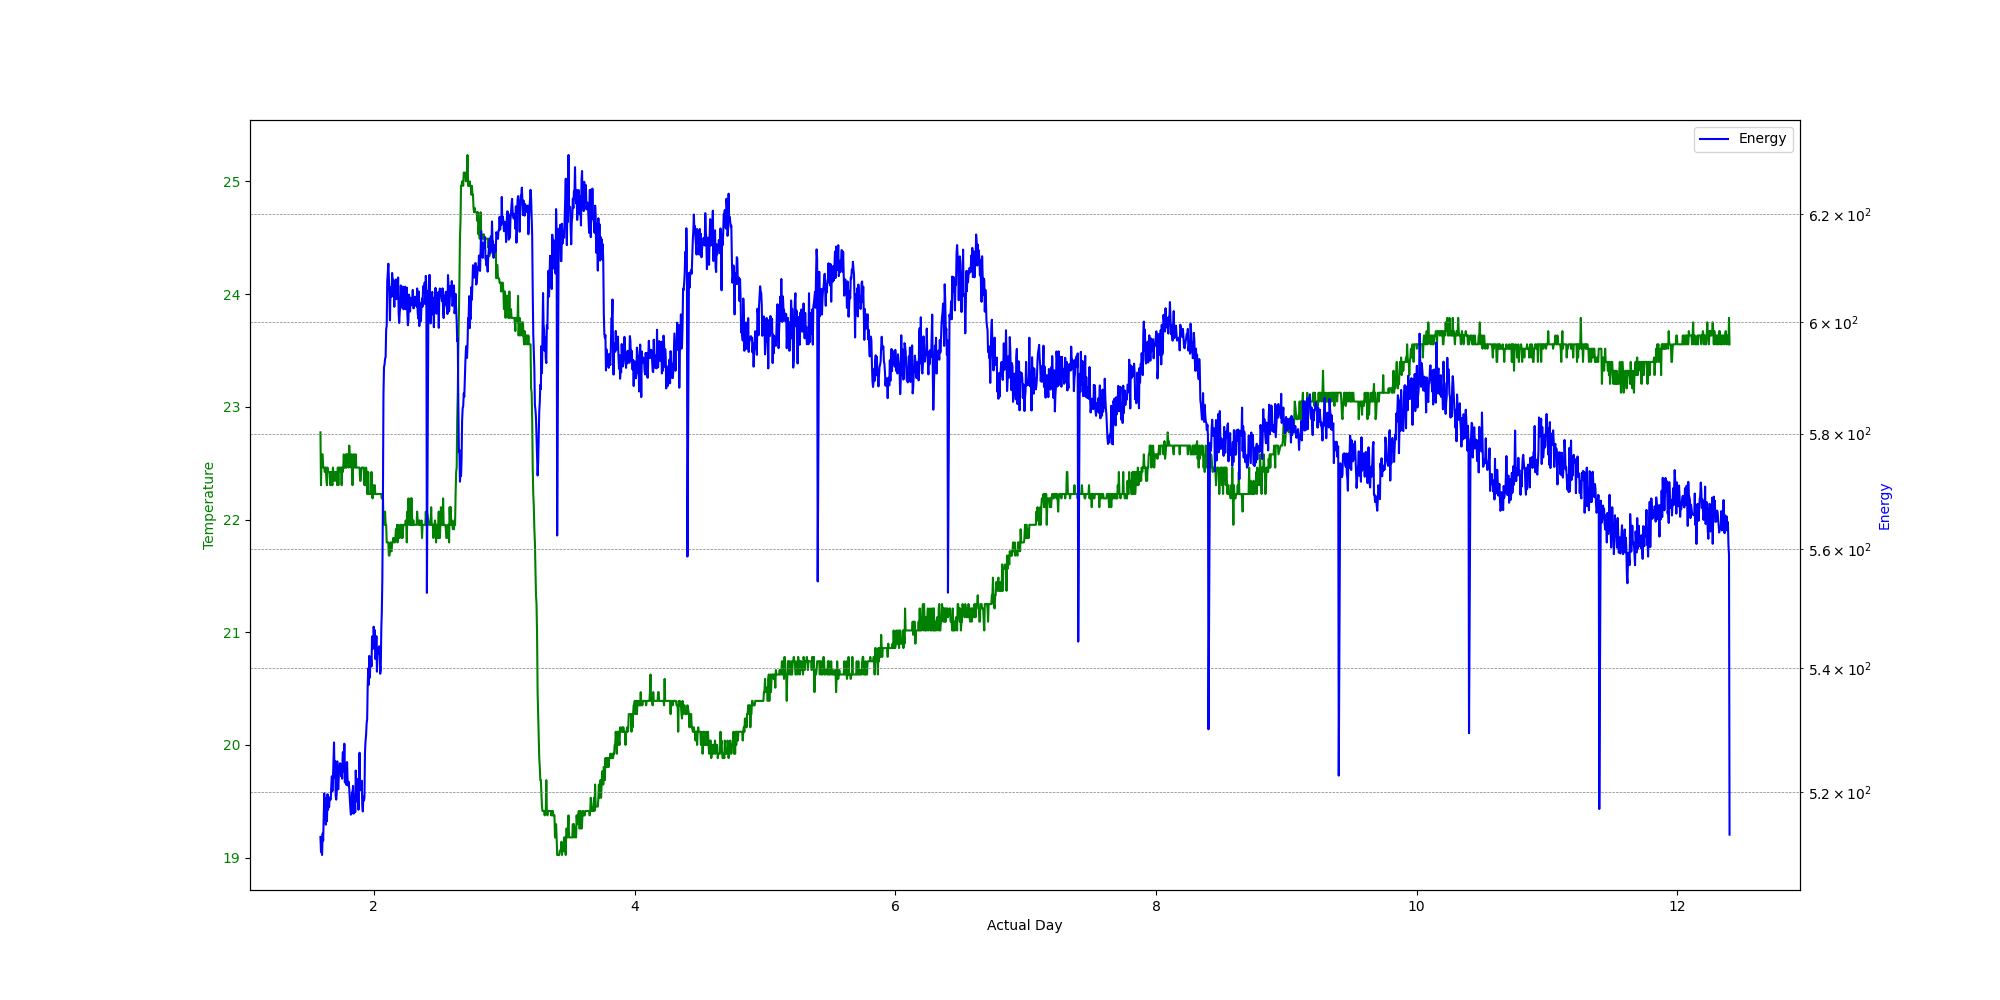 Energy
25
24
23
22
21
20
19
Temperature
6.2 × 10²
6 × 10²
5.8 × 10²
5.6 × 10²
5.4 × 10²
5.2 × 10²
Energy
2 4 6 8 10 12
Actual Day